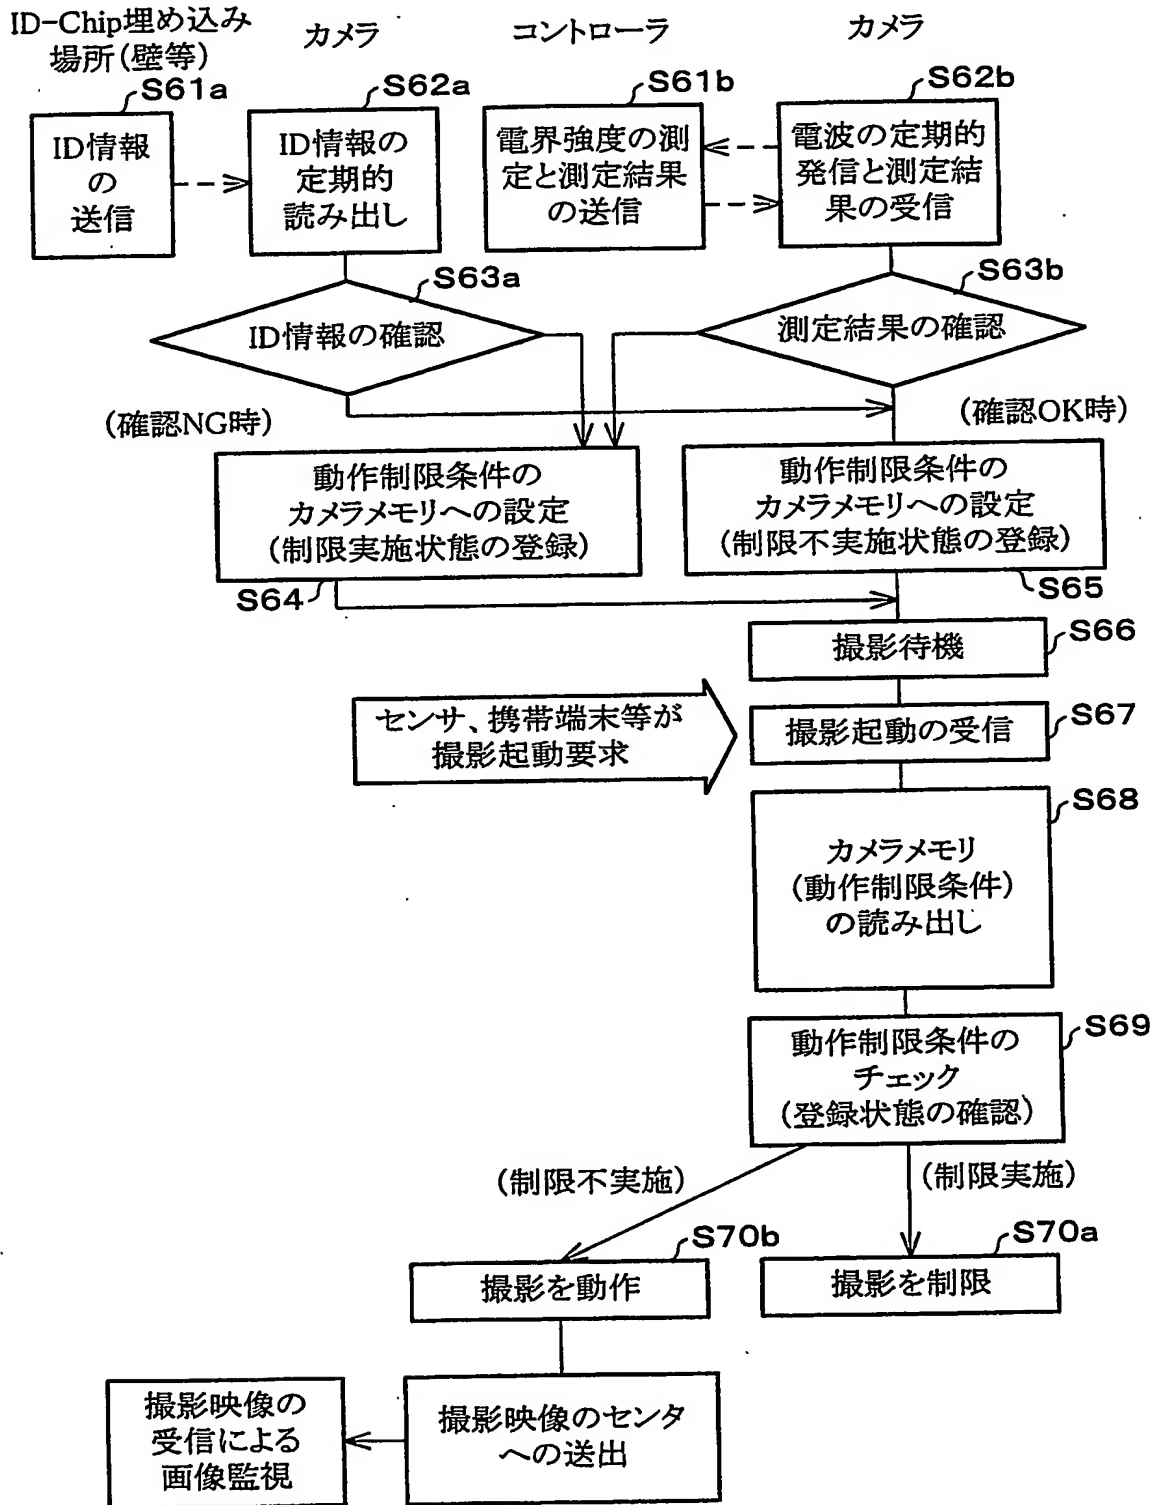 ID-Chip埋め込み
場所(壁等)
カメラ
コントローラ
カメラ
S61a
S62a
S61b
S62b
ID情報
の
送信
ID情報の
定期的
読み出し
電界強度の測
定と測定結果
の送信
電波の定期的
発信と測定結
果の受信
S63a
S63b
ID情報の確認
測定結果の確認
(確認NG時)
(確認OK時)
動作制限条件の
カメラメモリへの設定
(制限実施状態の登録)
動作制限条件の
カメラメモリへの設定
(制限不実施状態の登録)
S64
S65
撮影待機
S66
センサ、携帯端末等が
撮影起動要求
撮影起動の受信
S67
S68
カメラメモリ
(動作制限条件)
の読み出し
S69
動作制限条件の
チェック
(登録状態の確認)
(制限不実施)
(制限実施)
S70b
S70a
撮影を動作
撮影を制限
撮影映像の
受信による
画像監視
撮影映像のセンタ
への送出